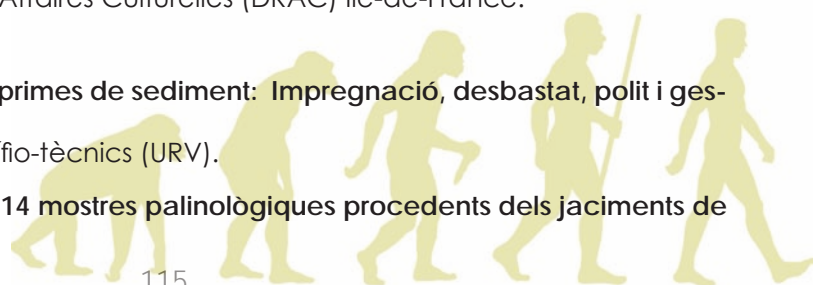 Affaires Culturelles (DRAC) Île-de-France.
primes de sediment: Impregnació, desbastat, polit i ges-
fio-tècnics (URV).
14 mostres palinològiques procedents dels jaciments de
115